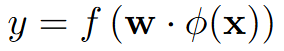 y = f (w · ϕ(x))